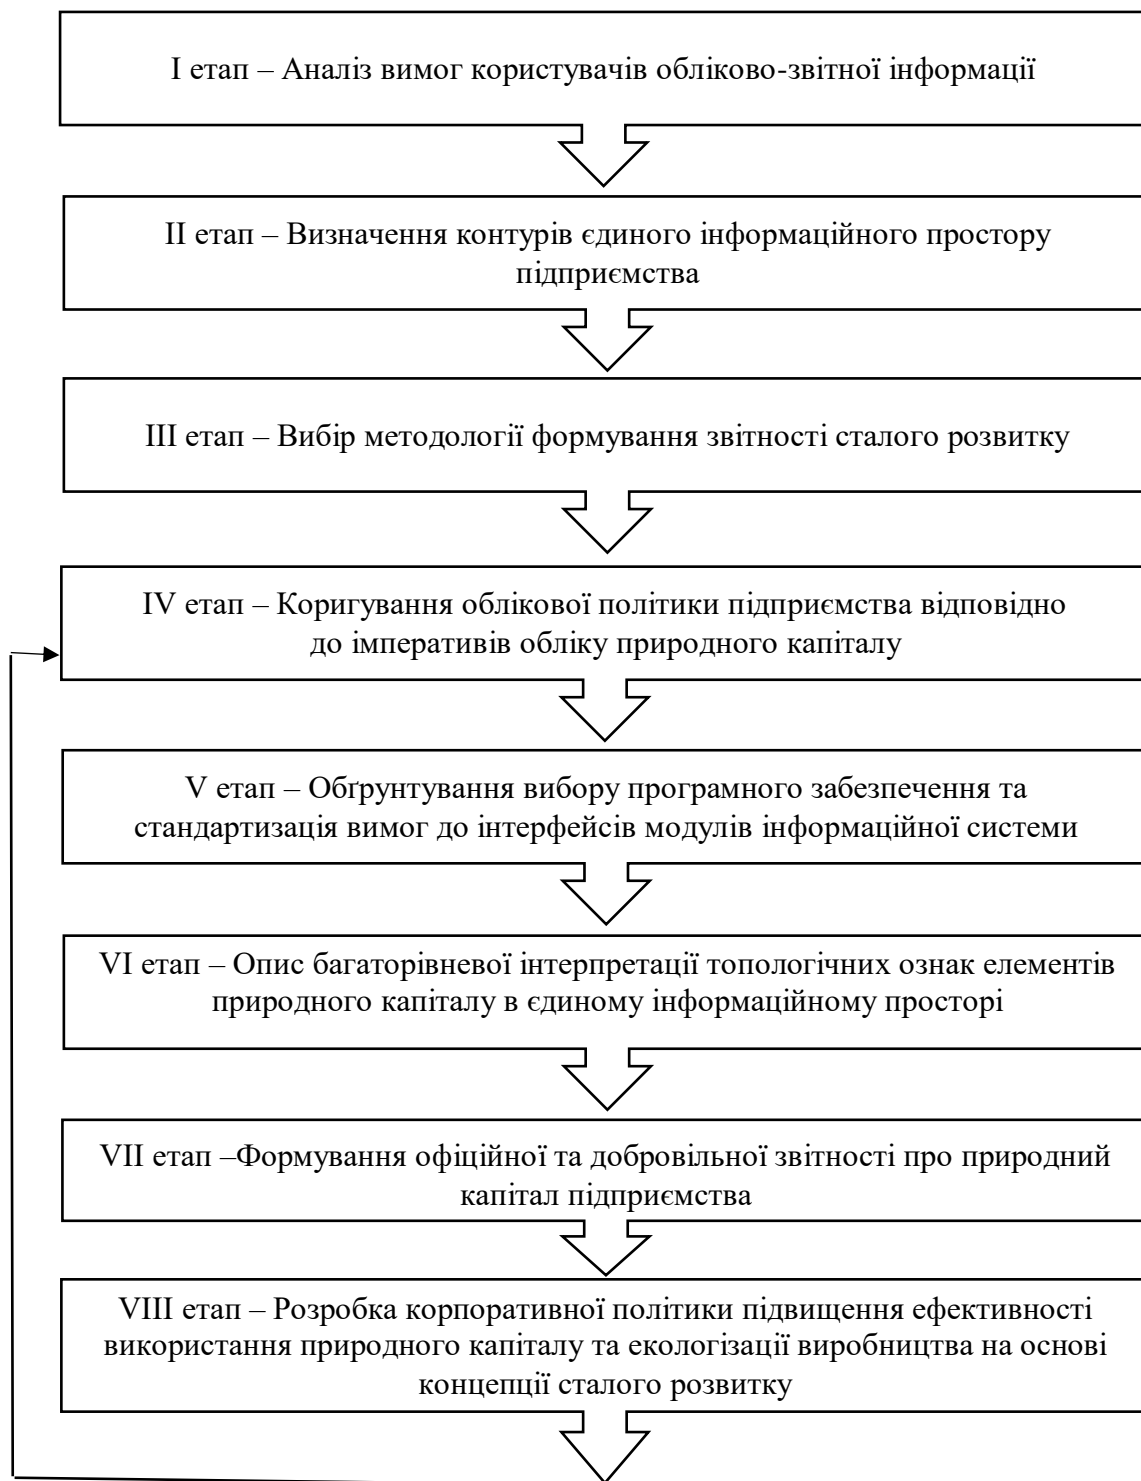 I етап – Аналіз вимог користувачів обліково-звітної інформації
II етап – Визначення контурів єдиного інформаційного простору
підприємства
III етап – Вибір методології формування звітності сталого розвитку
IV етап – Коригування облікової політики підприємства відповідно
до імперативів обліку природного капіталу
V етап – Обґрунтування вибору програмного забезпечення та
стандартизація вимог до інтерфейсів модулів інформаційної системи
VI етап – Опис багаторівневої інтерпретації топологічних ознак елементів
природного капіталу в єдиному інформаційному просторі
VII етап –Формування офіційної та добровільної звітності про природний
капітал підприємства
VIII етап – Розробка корпоративної політики підвищення ефективності
використання природного капіталу та екологізації виробництва на основі
концепції сталого розвитку